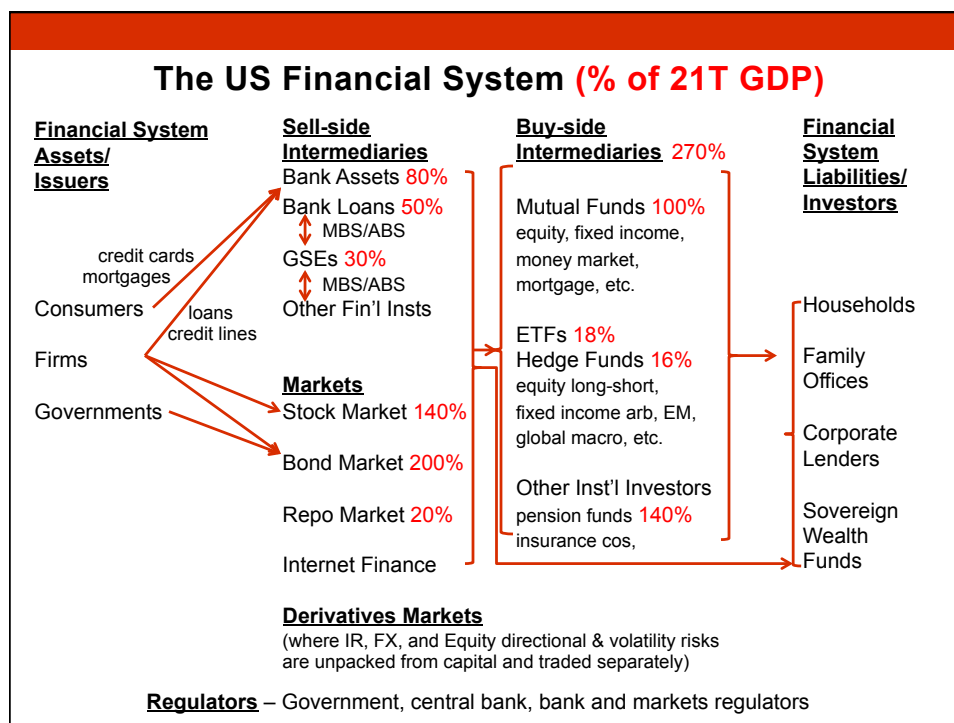 The US Financial System (% of 21T GDP)
Financial System
Assets/
Issuers
credit cards
mortgages
Consumers
loans
credit lines
Firms
Governments
Sell-side
Intermediaries
Bank Assets 80%
Bank Loans 50%
MBS/ABS
GSEs 30%
MBS/ABS
Other Fin'l Insts
Markets
Stock Market 140%
Bond Market 200%
Repo Market 20%
Internet Finance
Buy-side
Intermediaries 270%
Mutual Funds 100%
equity, fixed income,
money market,
mortgage, etc.
ETFs 18%
Hedge Funds 16%
equity long-short,
fixed income arb, EM,
global macro, etc.
Other Inst'l Investors
pension funds 140%
insurance cos,
Financial
System
Liabilities/
Investors
Households
Family
Offices
Corporate
Lenders
Sovereign
Wealth
Funds
Derivatives Markets
(where IR, FX, and Equity directional & volatility risks
are unpacked from capital and traded separately)
Regulators – Government, central bank, bank and markets regulators